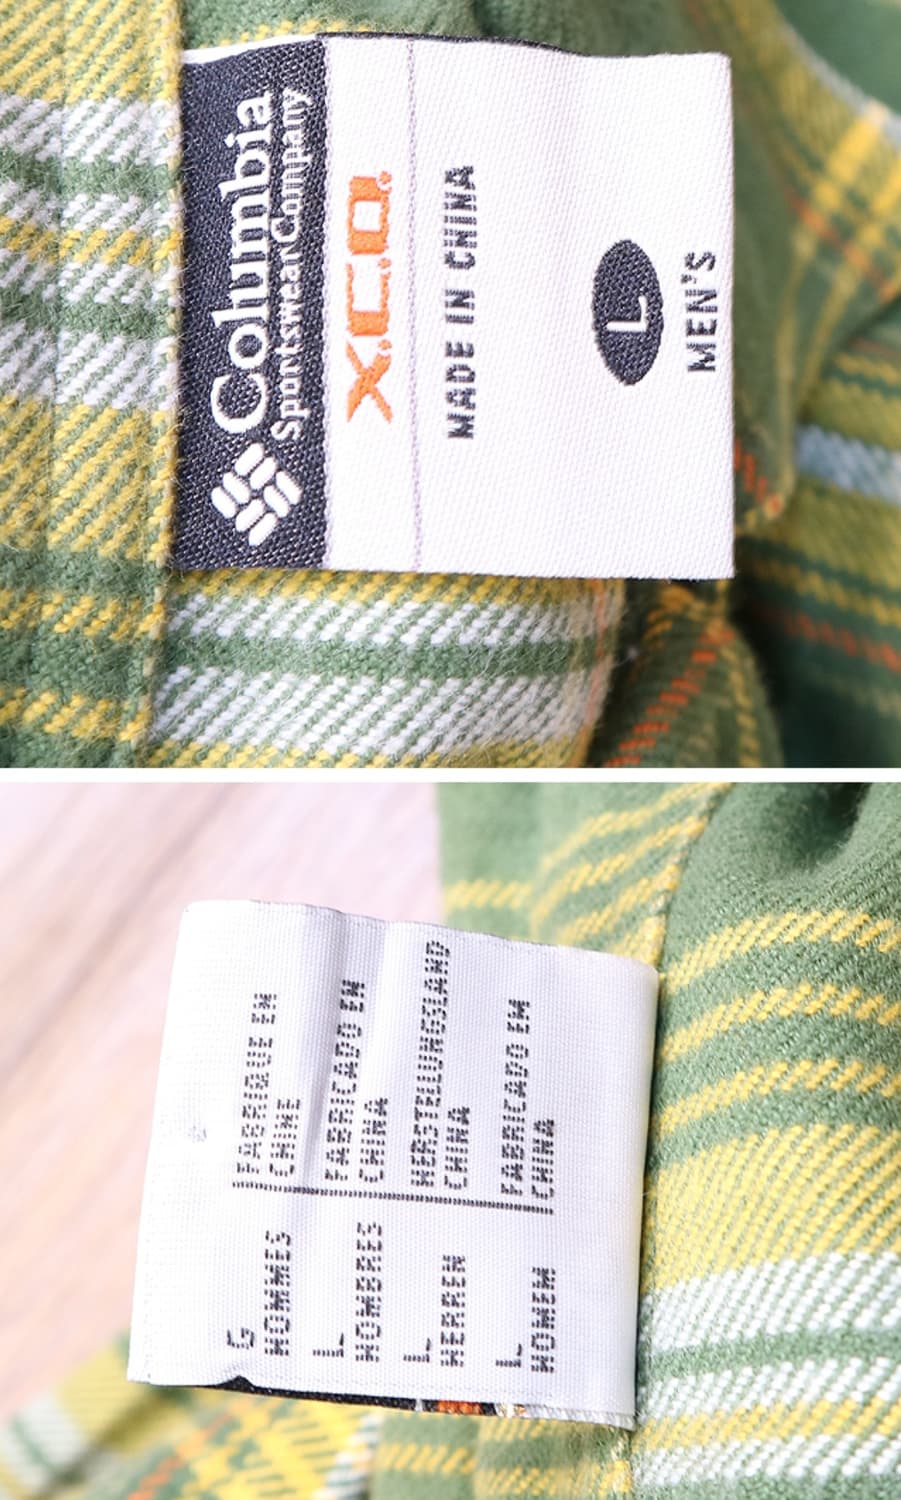 Columbia
Sportswear Company
X.C.O.
MADE IN CHINA
L
MEN'S
FABRIQUE EN
CHINE
FABRICADO EN
CHINA
HERSTELLUNGSLAND
CHINA
FABRICADO EM
CHINA
G
HOMMES
L
HOMBRES
L
HERREN
L
HOMEM